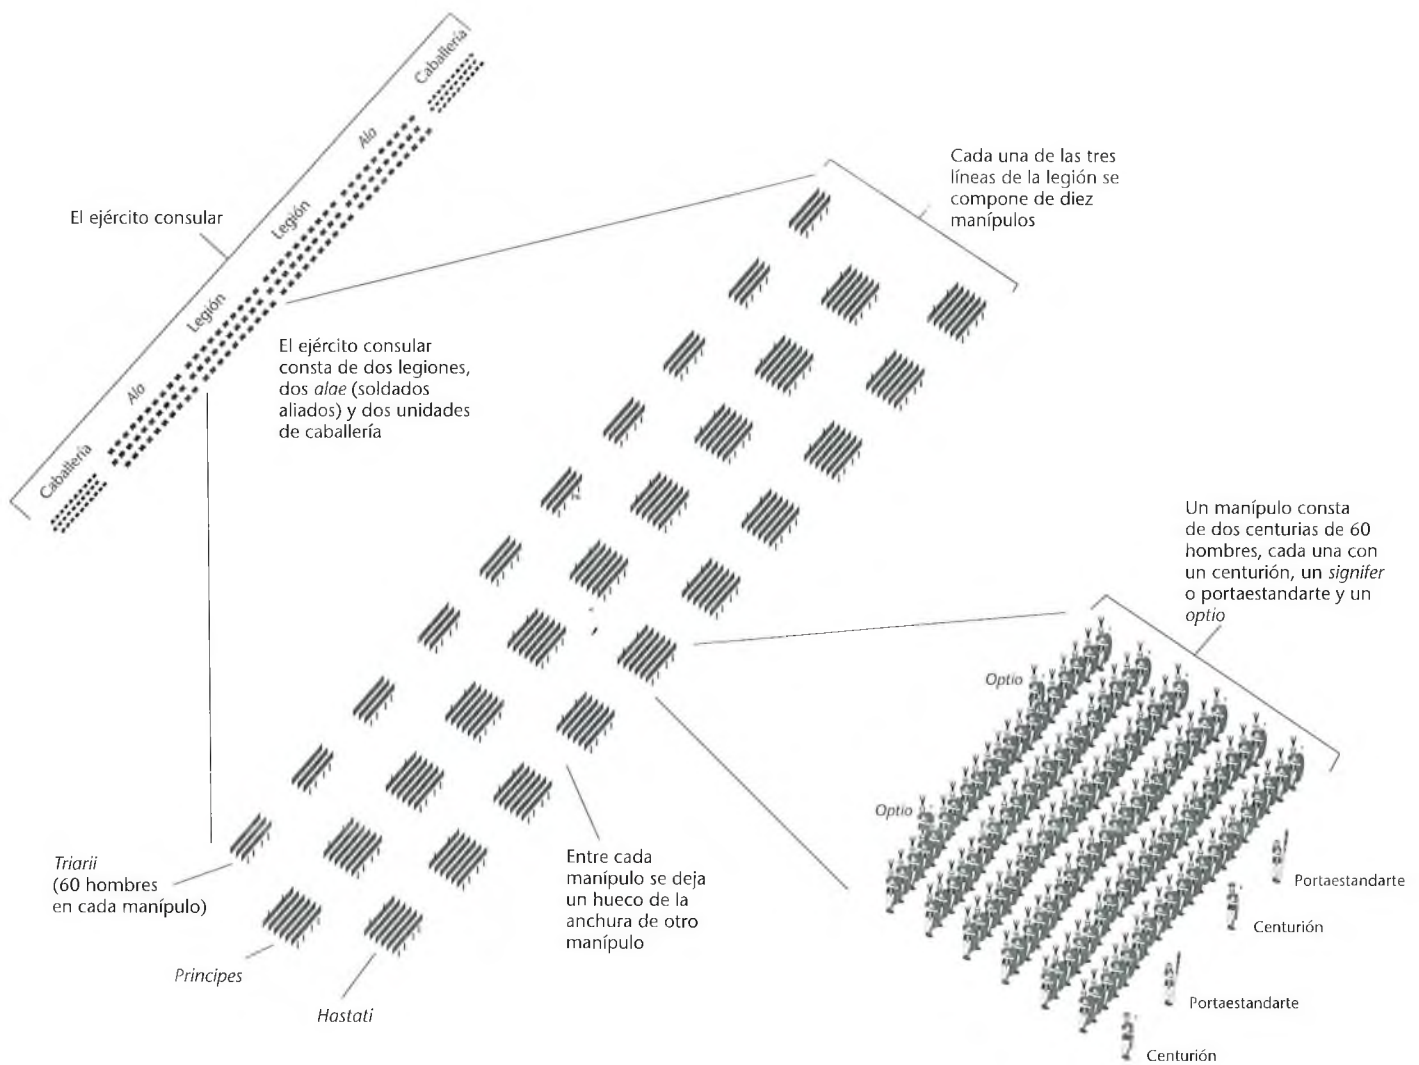 Caballería
Ala
Legión
Legión
Ala
Caballería
El ejército consular
El ejército consular
consta de dos legiones,
dos alae (soldados
aliados) y dos unidades
de caballería
Cada una de las tres
líneas de la legión se
compone de diez
manípulos
Un manípulo consta
de dos centurias de 60
hombres, cada una con
un centurión, un signifer
o portaestandarte y un
optio
Optio
Optio
Portaestandarte
Centurión
Portaestandarte
Centurión
Entre cada
manípulo se deja
un hueco de la
anchura de otro
manípulo
Triarii
(60 hombres
en cada manípulo)
Principes
Hastati